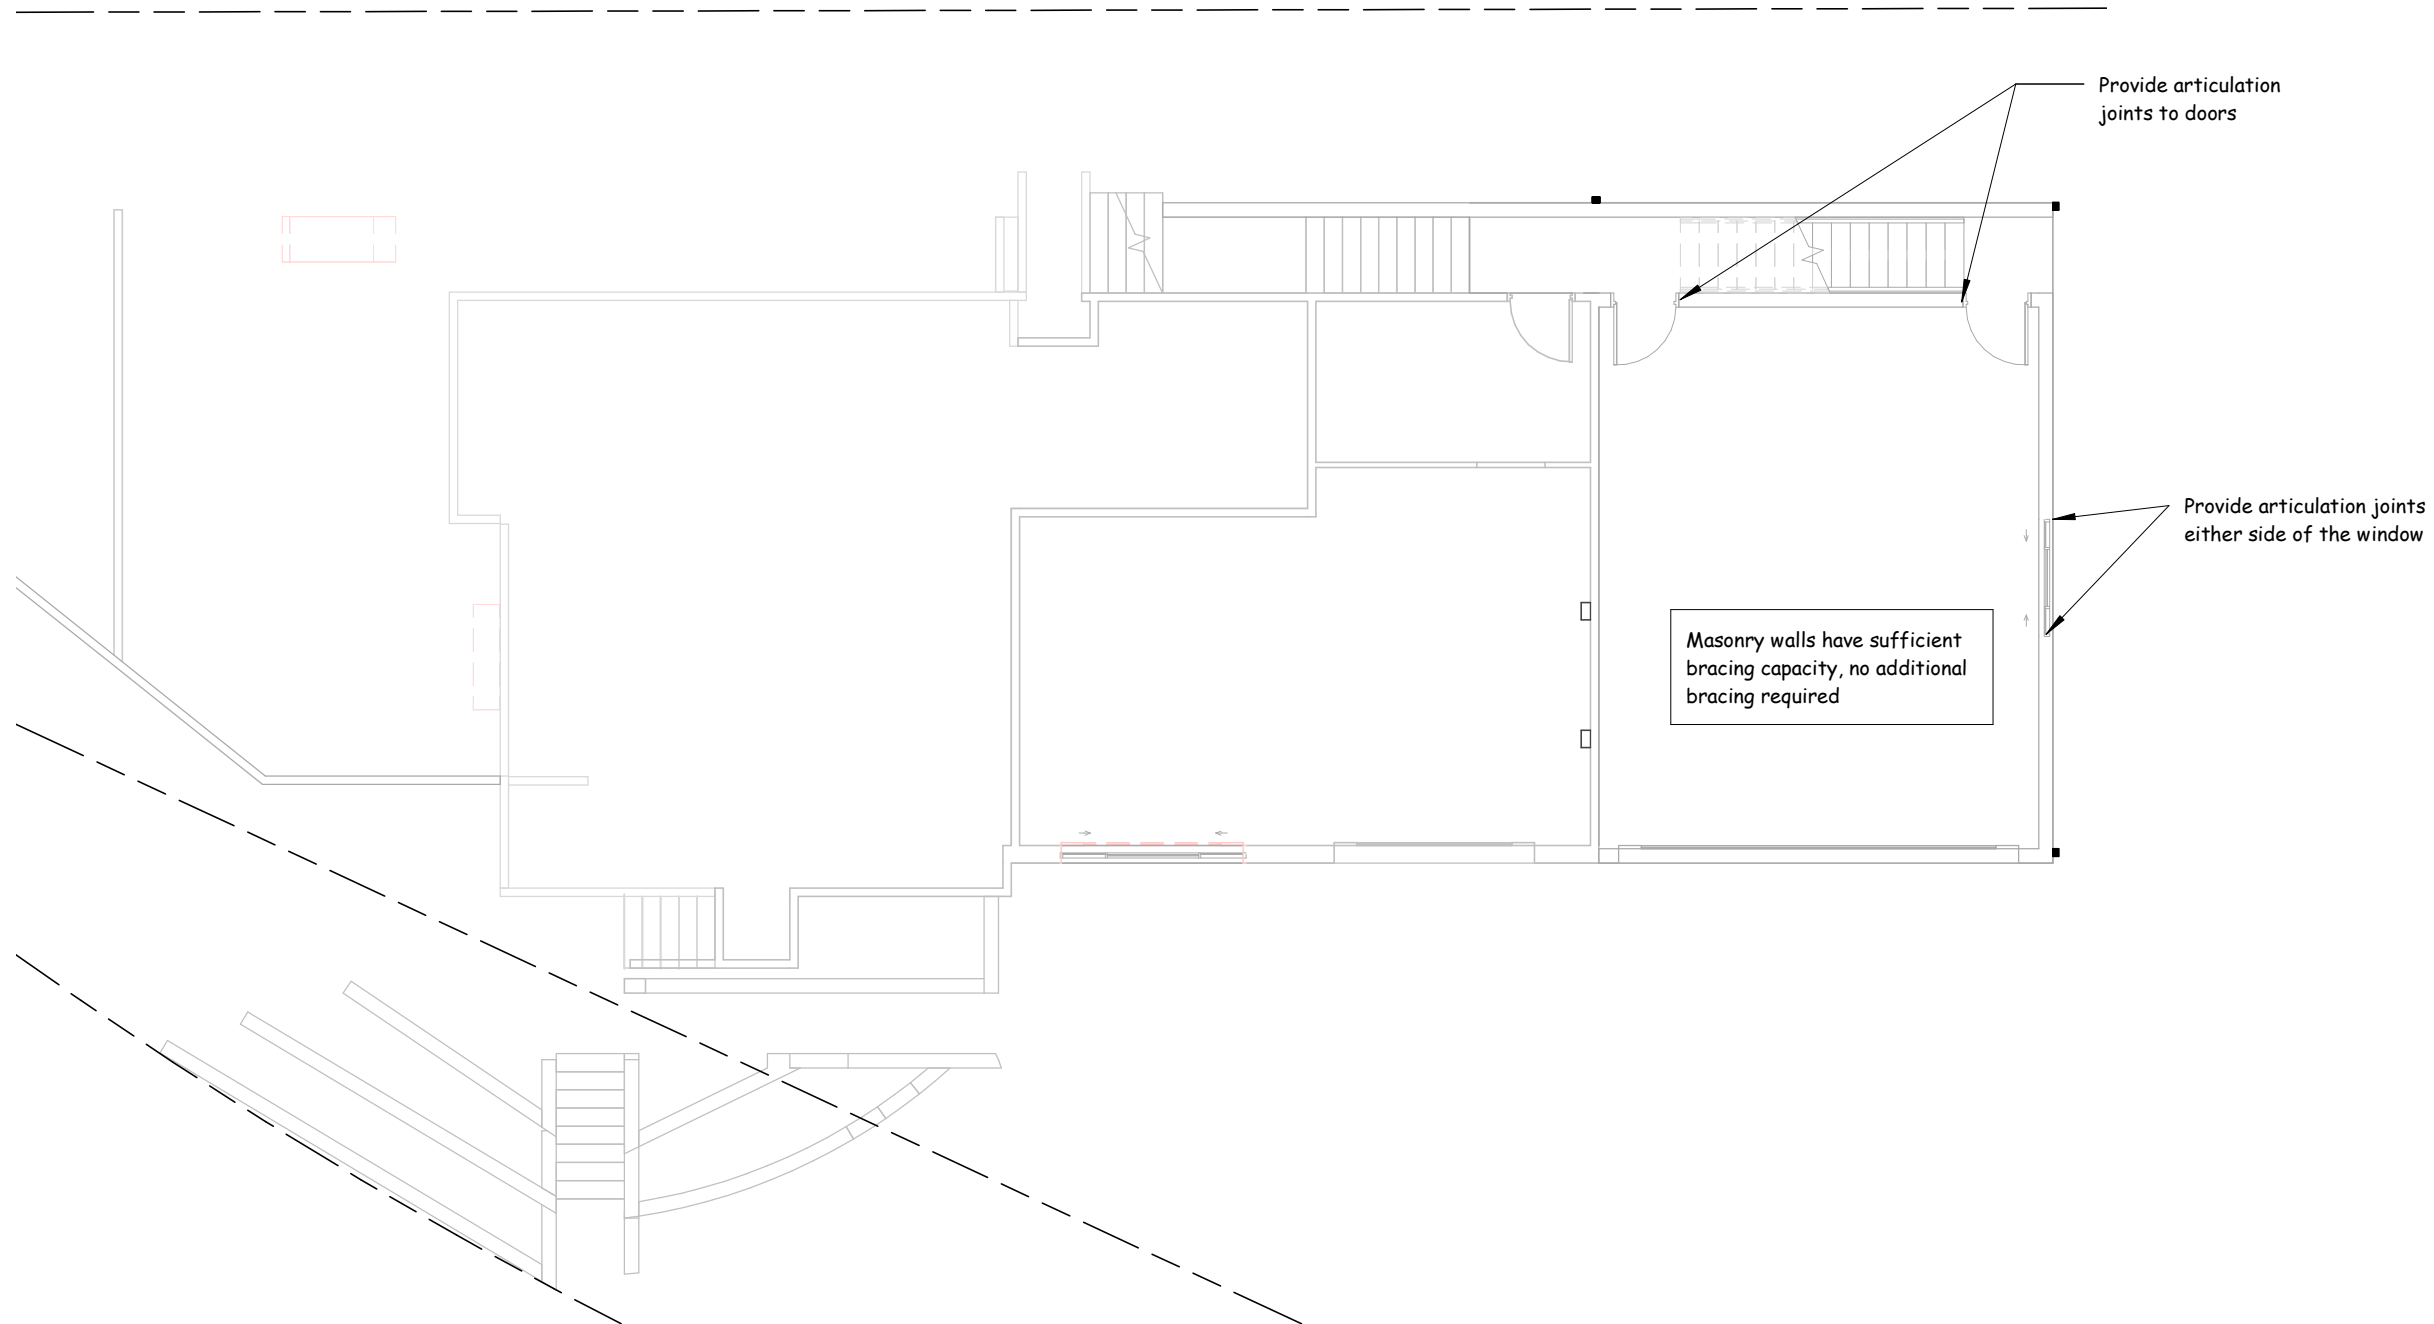 Provide articulation
joints to doors
Provide articulation joints
either side of the window
Masonry walls have sufficient
bracing capacity, no additional
bracing required